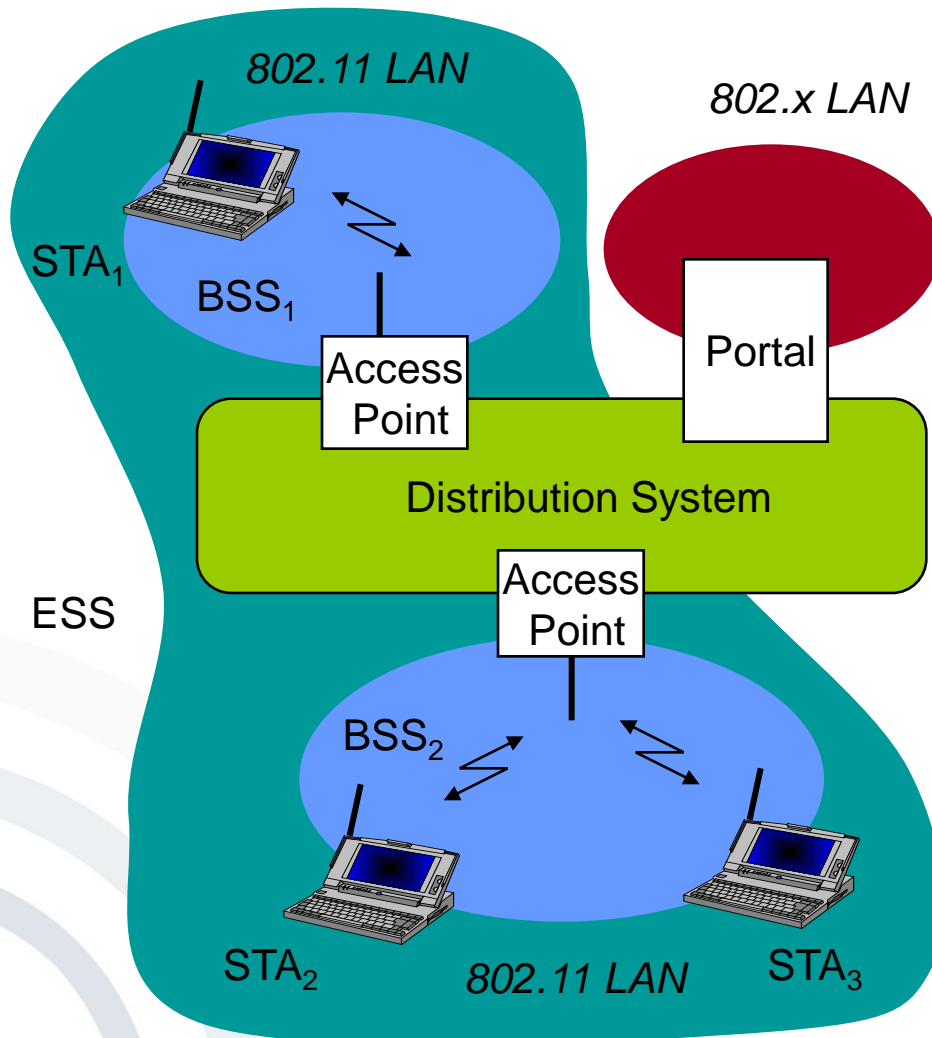 802.11 LAN
802.x LAN
STA₁
BSS₁
Access
Point
Portal
Distribution System
Access
Point
ESS
BSS₂
STA₂
802.11 LAN
STA₃